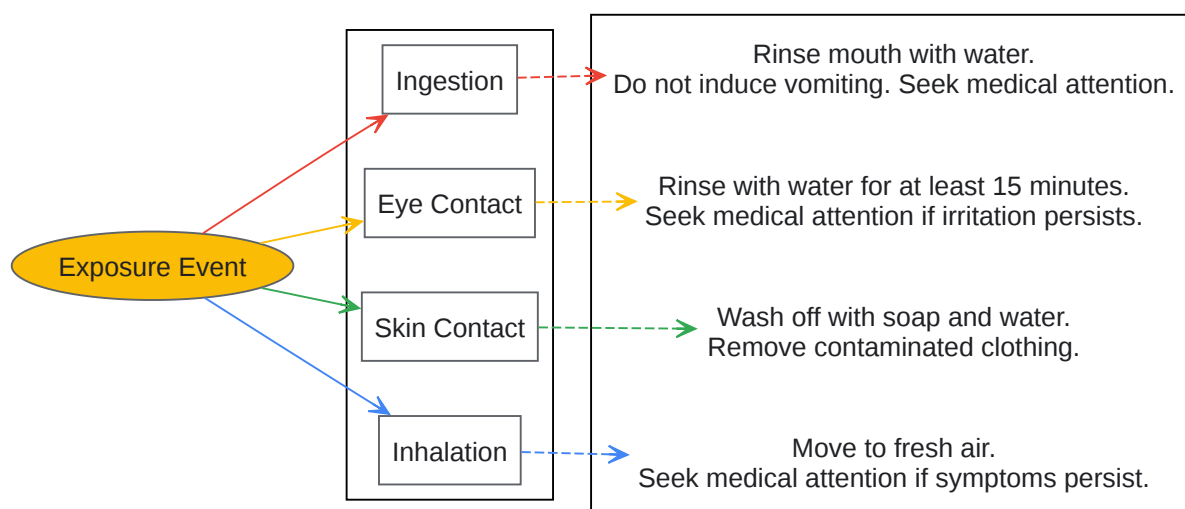 Exposure Event
Ingestion
Rinse mouth with water.
Do not induce vomiting. Seek medical attention.
Eye Contact
Rinse with water for at least 15 minutes.
Seek medical attention if irritation persists.
Skin Contact
Wash off with soap and water.
Remove contaminated clothing.
Inhalation
Move to fresh air.
Seek medical attention if symptoms persist.